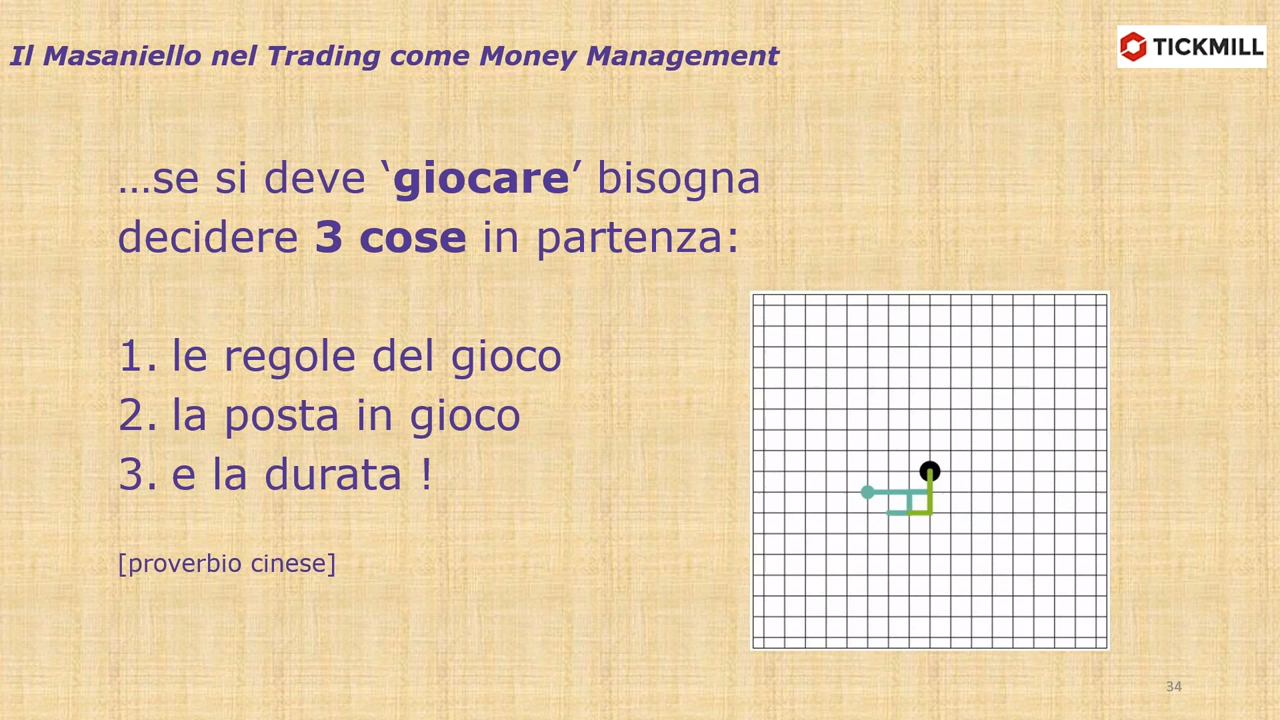 Il Masaniello nel Trading come Money Management
TICKMILL
…se si deve ‘giocare’ bisogna
decidere 3 cose in partenza:
1. le regole del gioco
2. la posta in gioco
3. e la durata !
[proverbio cinese]
34